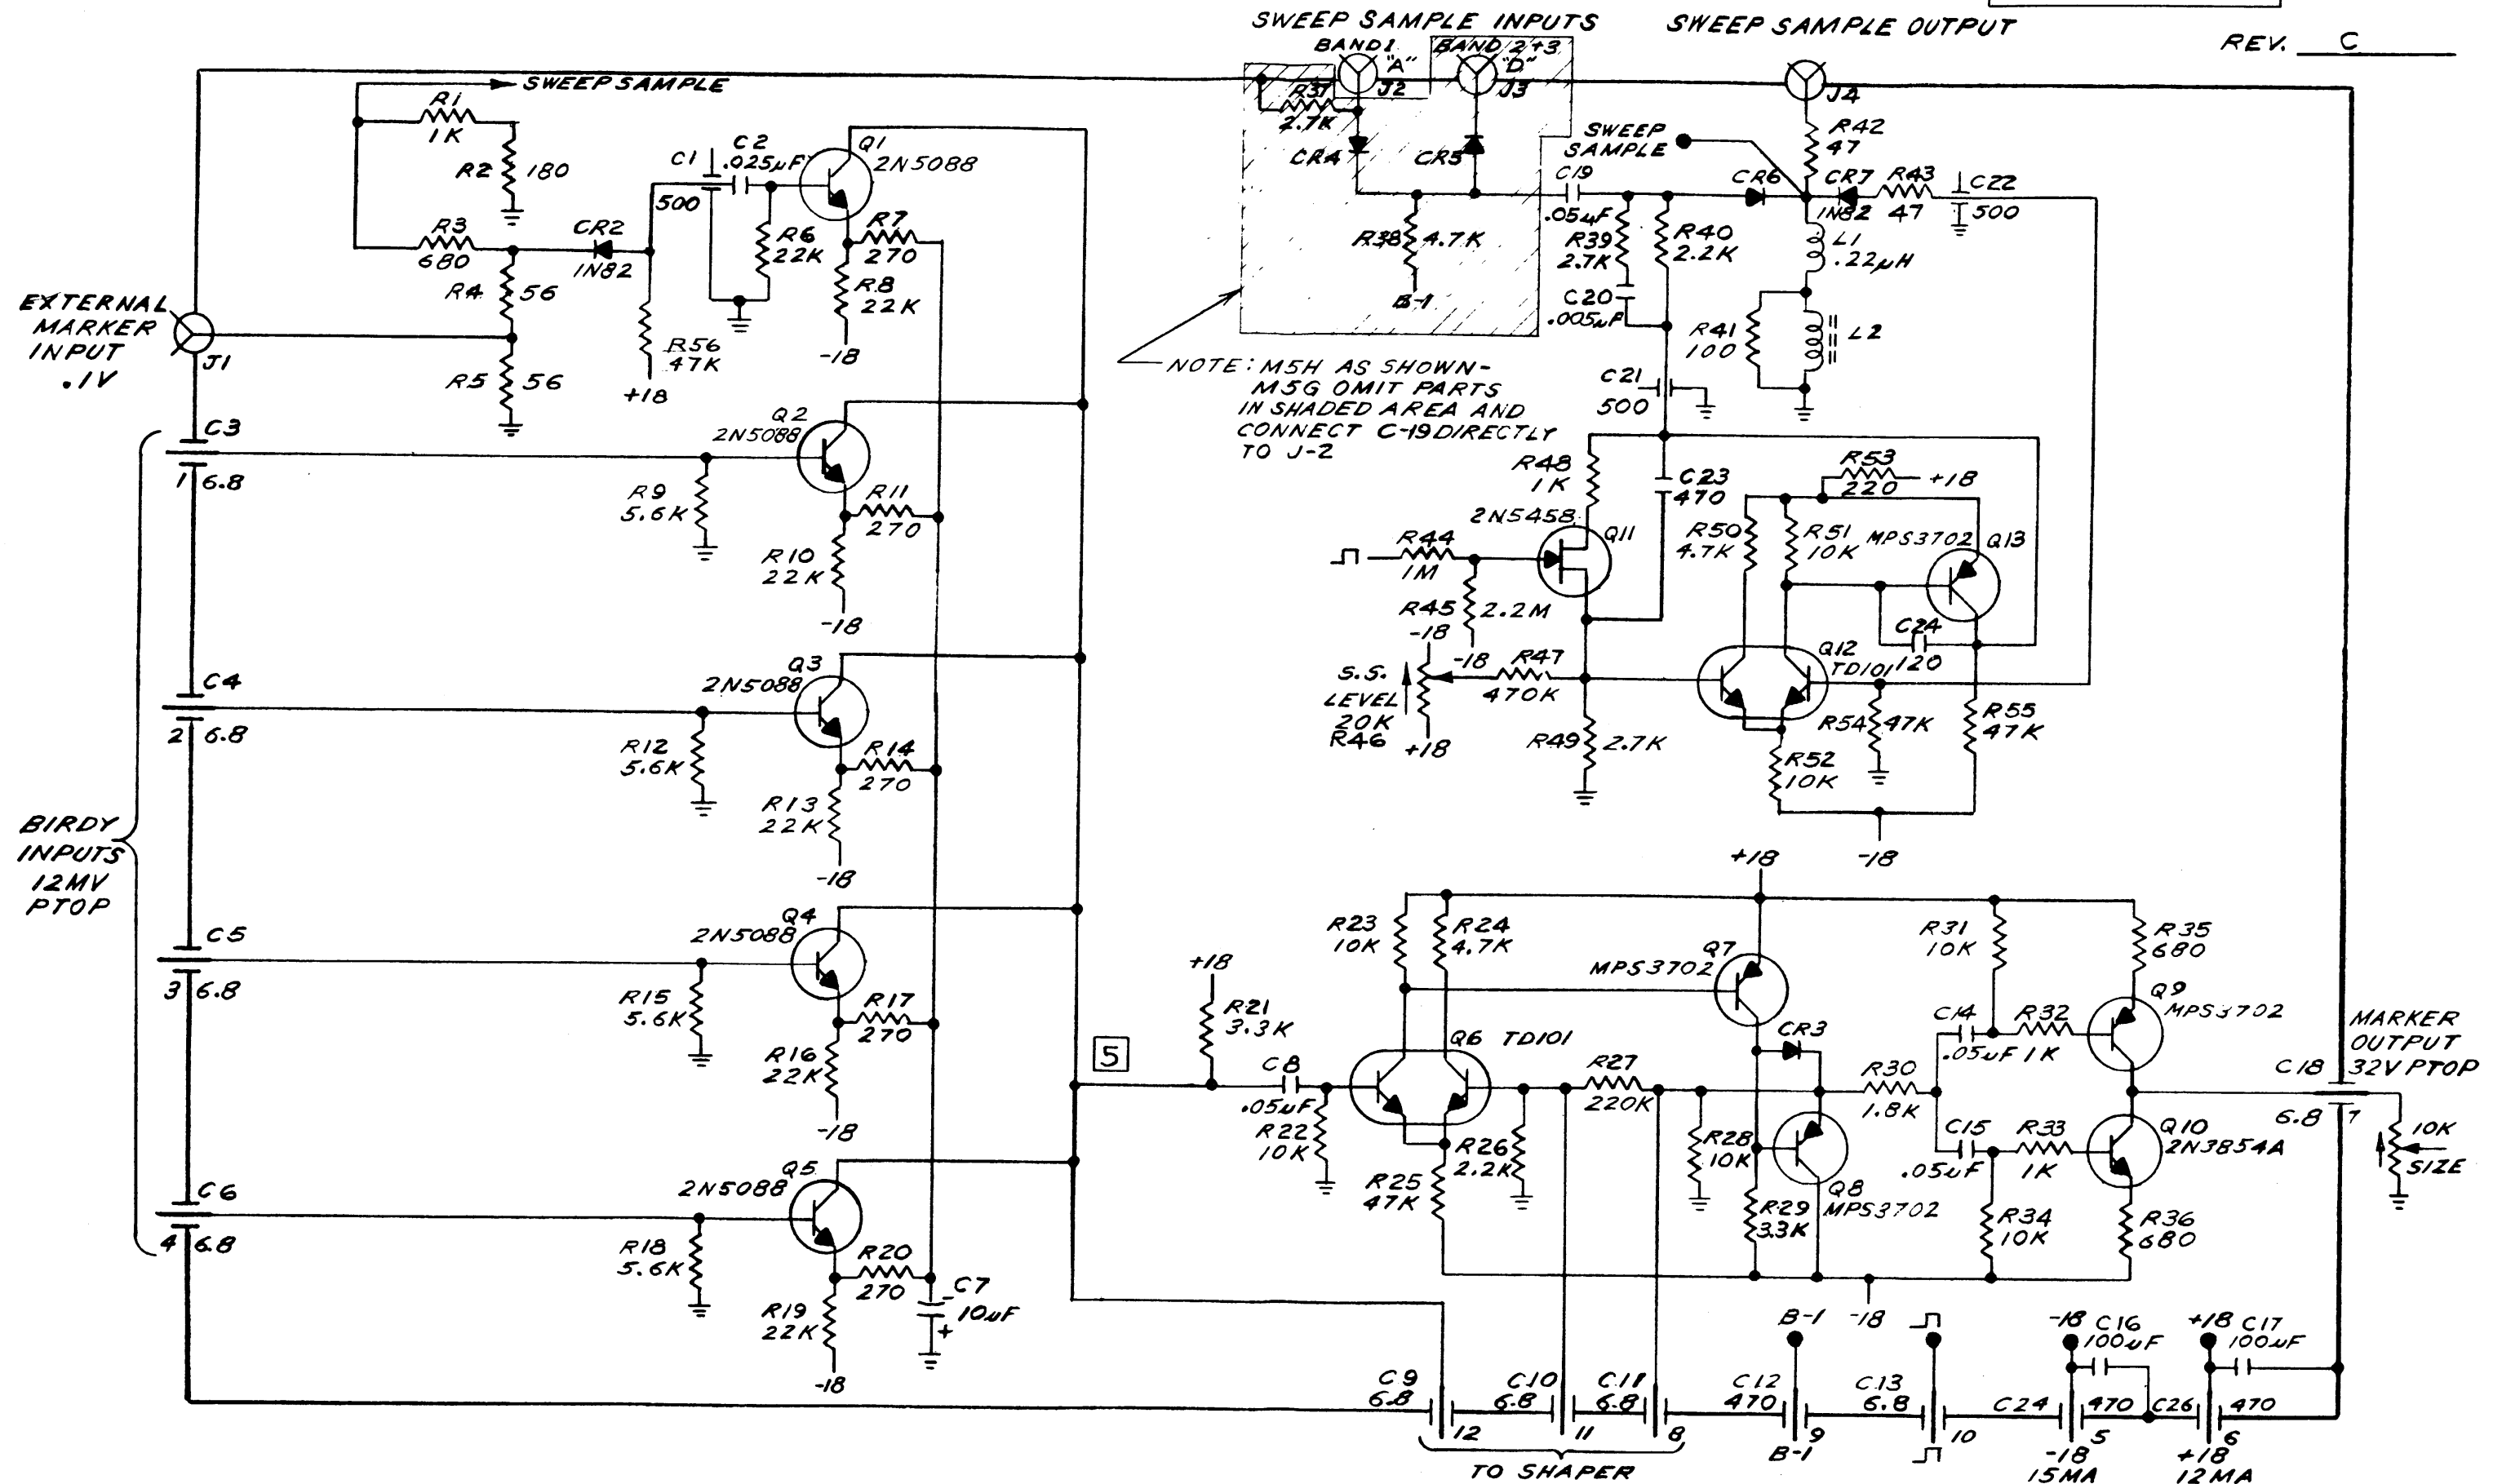 SWEEP SAMPLE INPUTS
SWEEP SAMPLE OUTPUT
REV. C
BAND 1 "A"
J2
BAND 2+3 "D"
J3
J4
SWEEP SAMPLE
R1
1K
R2
180
R3
680
R4
56
R5
56
EXTERNAL
MARKER
INPUT
.1V
J1
CR2
1N82
C1
500
C2
.025µF
Q1
2N5088
R6
22K
R7
270
R8
22K
-18
R56
47K
+18
R37
2.7K
CR4
CR5
R38
4.7K
B-1
SWEEP
SAMPLE
C19
.05µF
R39
2.7K
C20
.005µF
R40
2.2K
CR6
CR7
1N82
R42
47
R43
47
C22
500
L1
.22µH
R41
100
L2
C21
500
NOTE: M5H AS SHOWN-
M5G OMIT PARTS
IN SHADED AREA AND
CONNECT C-19 DIRECTLY
TO J-2
C3
1
6.8
Q2
2N5088
R9
5.6K
R11
270
R10
22K
-18
R48
1K
C23
470
2N5458
Q11
R44
1M
R45
2.2M
-18
-18
S.S.
LEVEL
20K
R46
+18
R47
470K
R49
2.7K
R53
220
+18
R50
4.7K
R51
10K
MPS3702
Q13
C24
120
Q12
TD101
R54
47K
R55
47K
R52
10K
-18
C4
2
6.8
Q3
2N5088
R12
5.6K
R14
270
R13
22K
-18
BIRDY
INPUTS
12MV
PTOP
C5
3
6.8
Q4
2N5088
R15
5.6K
R17
270
R16
22K
-18
C6
4
6.8
Q5
2N5088
R18
5.6K
R20
270
R19
22K
-18
C7
-
10µF
+
5
+18
R21
3.3K
C8
.05µF
R22
10K
R23
10K
R24
4.7K
Q6
TD101
R25
47K
R26
2.2K
R27
220K
R28
10K
+18
Q7
MPS3702
CR3
Q8
MPS3702
R29
3.3K
R30
1.8K
R31
10K
C14
.05µF
R32
1K
C15
.05µF
R33
1K
R34
10K
R35
680
Q9
MPS3702
Q10
2N3854A
R36
680
-18
MARKER
OUTPUT
32V PTOP
C18
6.8
7
10K
SIZE
C9
6.8
12
C10
6.8
11
C11
6.8
8
TO SHAPER
B-1
C12
470
9
B-1
C13
6.8
10
-18
C16
100µF
C24
470
5
-18
15MA
+18
C17
100µF
C26
470
6
+18
12MA